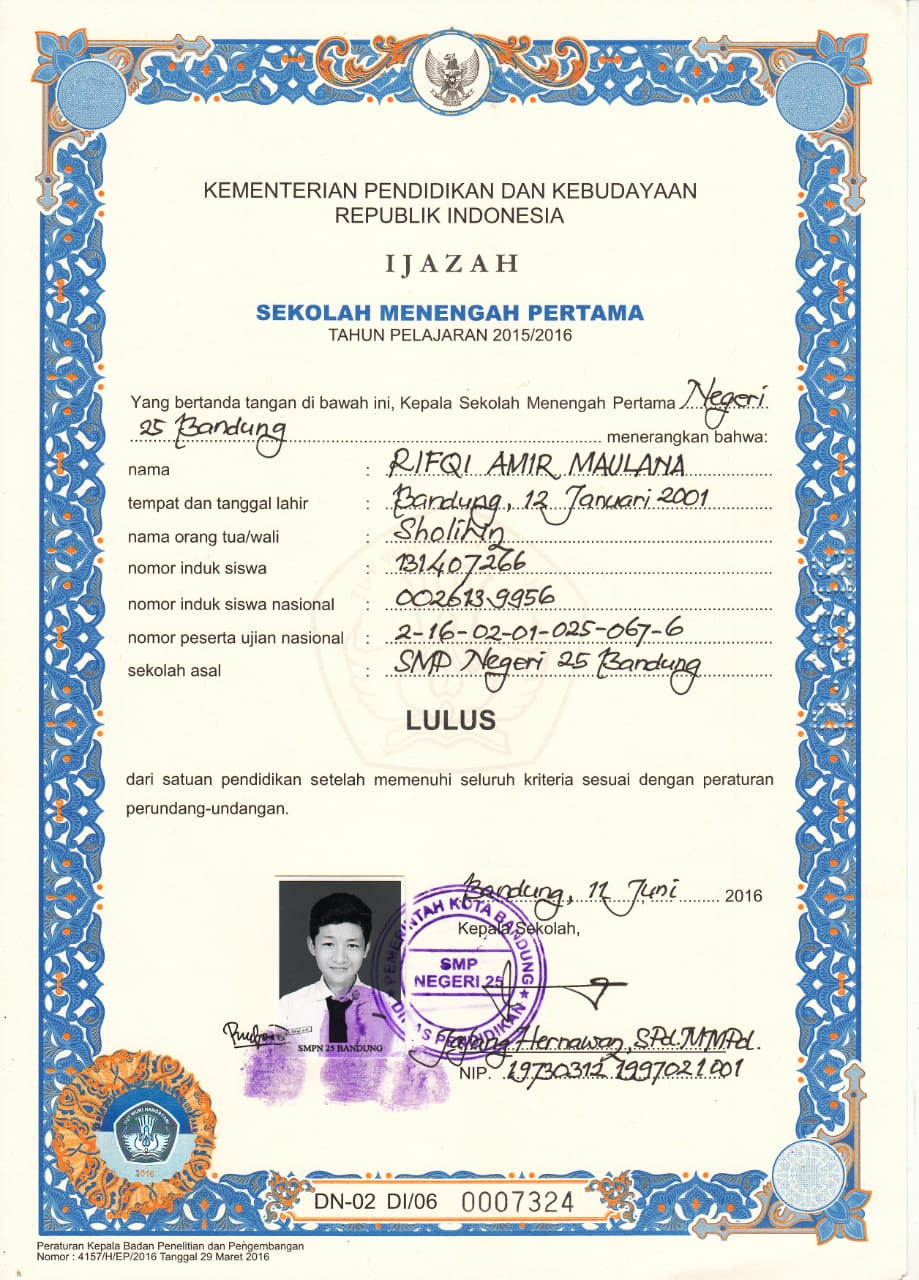 KEMENTERIAN PENDIDIKAN DAN KEBUDAYAAN
REPUBLIK INDONESIA
IJAZAH
SEKOLAH MENENGAH PERTAMA
TAHUN PELAJARAN 2015/2016
Yang bertanda tangan di bawah ini, Kepala Sekolah Menengah Pertama Negeri
25 Bandung menerangkan bahwa:
nama : RIFQI AMIR MAULANA
tempat dan tanggal lahir : Bandung, 12 Januari 2001
nama orang tua/wali : Sholihin
nomor induk siswa : 131407266
nomor induk siswa nasional : 0026139956
nomor peserta ujian nasional : 2-16-02-01-025-067-6
sekolah asal : SMP Negeri 25 Bandung
LULUS
dari satuan pendidikan setelah memenuhi seluruh kriteria sesuai dengan peraturan
perundang-undangan.
Bandung, 11 Juni 2016
Kepala Sekolah,
PEMERINTAH KOTA BANDUNG
SMP
NEGERI 25
DINAS PENDIDIKAN
SMPN 25 BANDUNG
Hernawan, SPd. MMPd.
NIP. 19730312 1997021001
TUT WURI HANDAYANI
2016
DN-02 DI/06 0007324
Peraturan Kepala Badan Penelitian dan Pengembangan
Nomor : 4157/H/EP/2016 Tanggal 29 Maret 2016